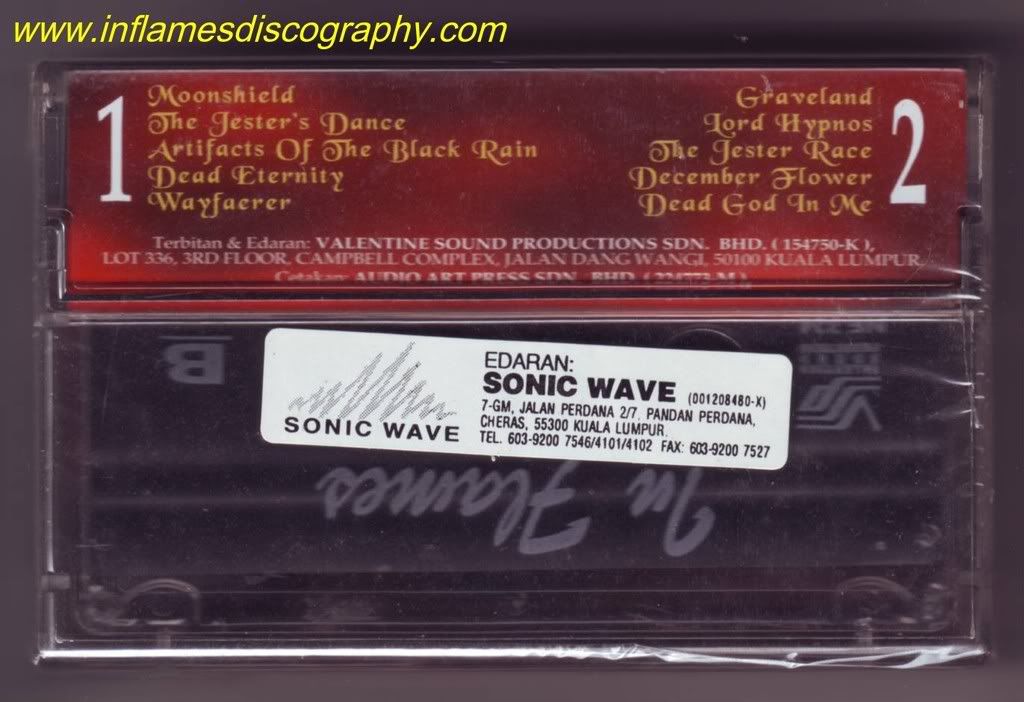 www.inflamesdiscography.com
1
Moonshield
The Jester's Dance
Artifacts Of The Black Rain
Dead Eternity
Wayfaerer
Graveland
Lord Hypnos
The Jester Race
December Flower
Dead God In Me
2
Terbitan & Edaran: VALENTINE SOUND PRODUCTIONS SDN. BHD. (154750-K),
LOT 336, 3RD FLOOR, CAMPBELL COMPLEX, JALAN DANG WANGI, 50100 KUALA LUMPUR.
Cetakan: AUDIO ART PRESS SDN. BHD. (224773-M).
B
SONIC WAVE
EDARAN:
SONIC WAVE (001208480-X)
7-GM, JALAN PERDANA 2/7, PANDAN PERDANA,
CHERAS, 55300 KUALA LUMPUR.
TEL. 603-9200 7546/4101/4102 FAX: 603-9200 7527
VSP
In Flames